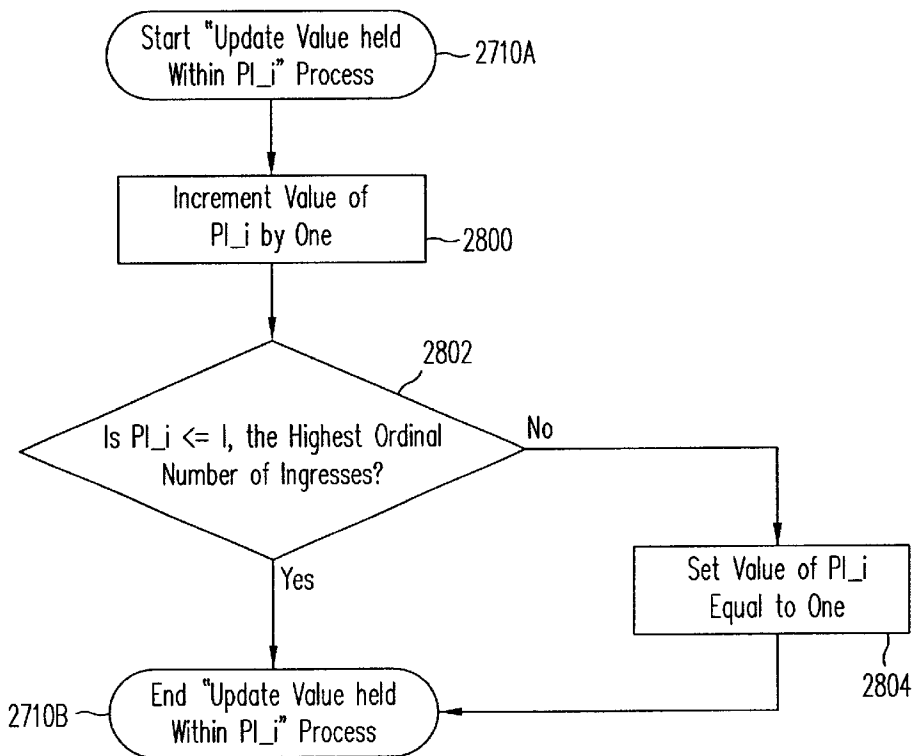 Start "Update Value held
Within PI_i" Process
2710A
Increment Value of
PI_i by One
2800
2802
Is PI_i <= I, the Highest Ordinal
Number of Ingresses?
No
Yes
Set Value of PI_i
Equal to One
2804
End "Update Value held
Within PI_i" Process
2710B